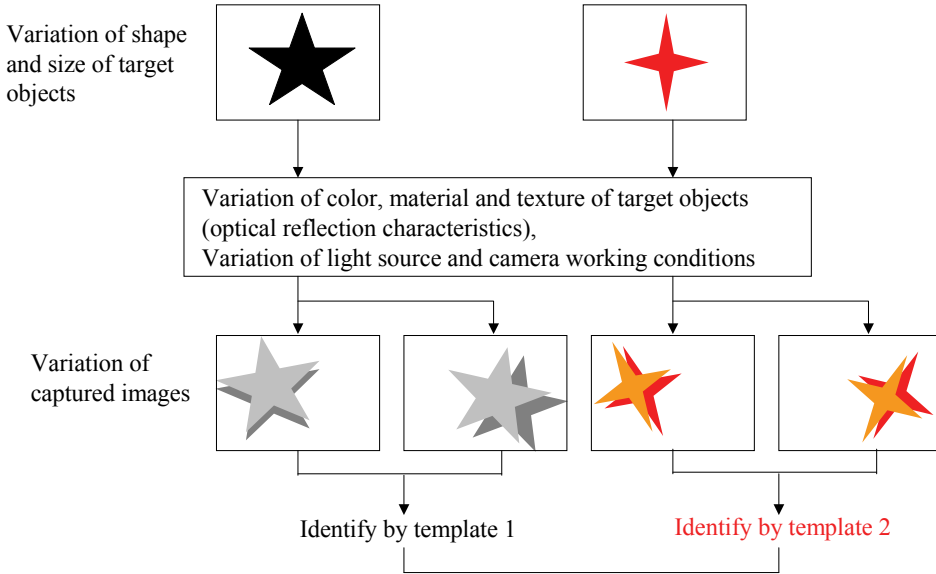 Variation of shape
and size of target
objects
Variation of color, material and texture of target objects
(optical reflection characteristics),
Variation of light source and camera working conditions
Variation of
captured images
Identify by template 1
Identify by template 2